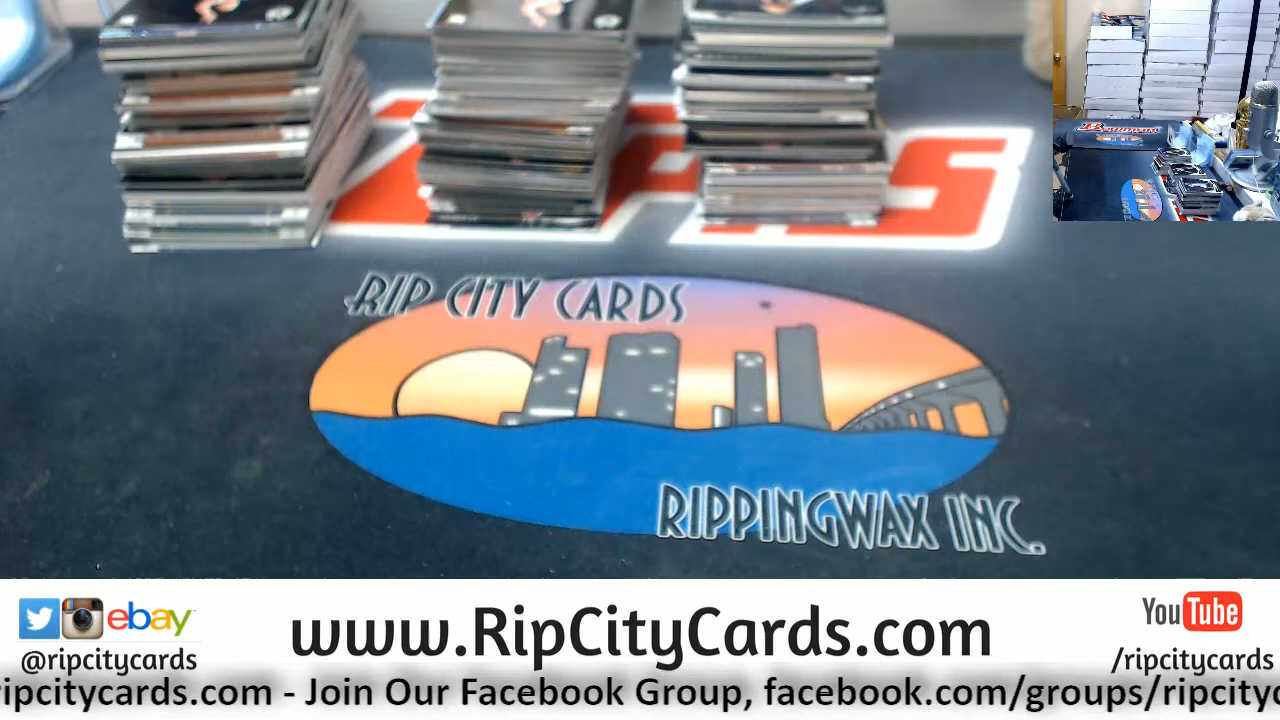 RIP CITY CARDS
RIPPINGWAX INC.
ebay
@ripcitycards
www.RipCityCards.com
YouTube
/ripcitycards
ripcitycards.com - Join Our Facebook Group, facebook.com/groups/ripcityc